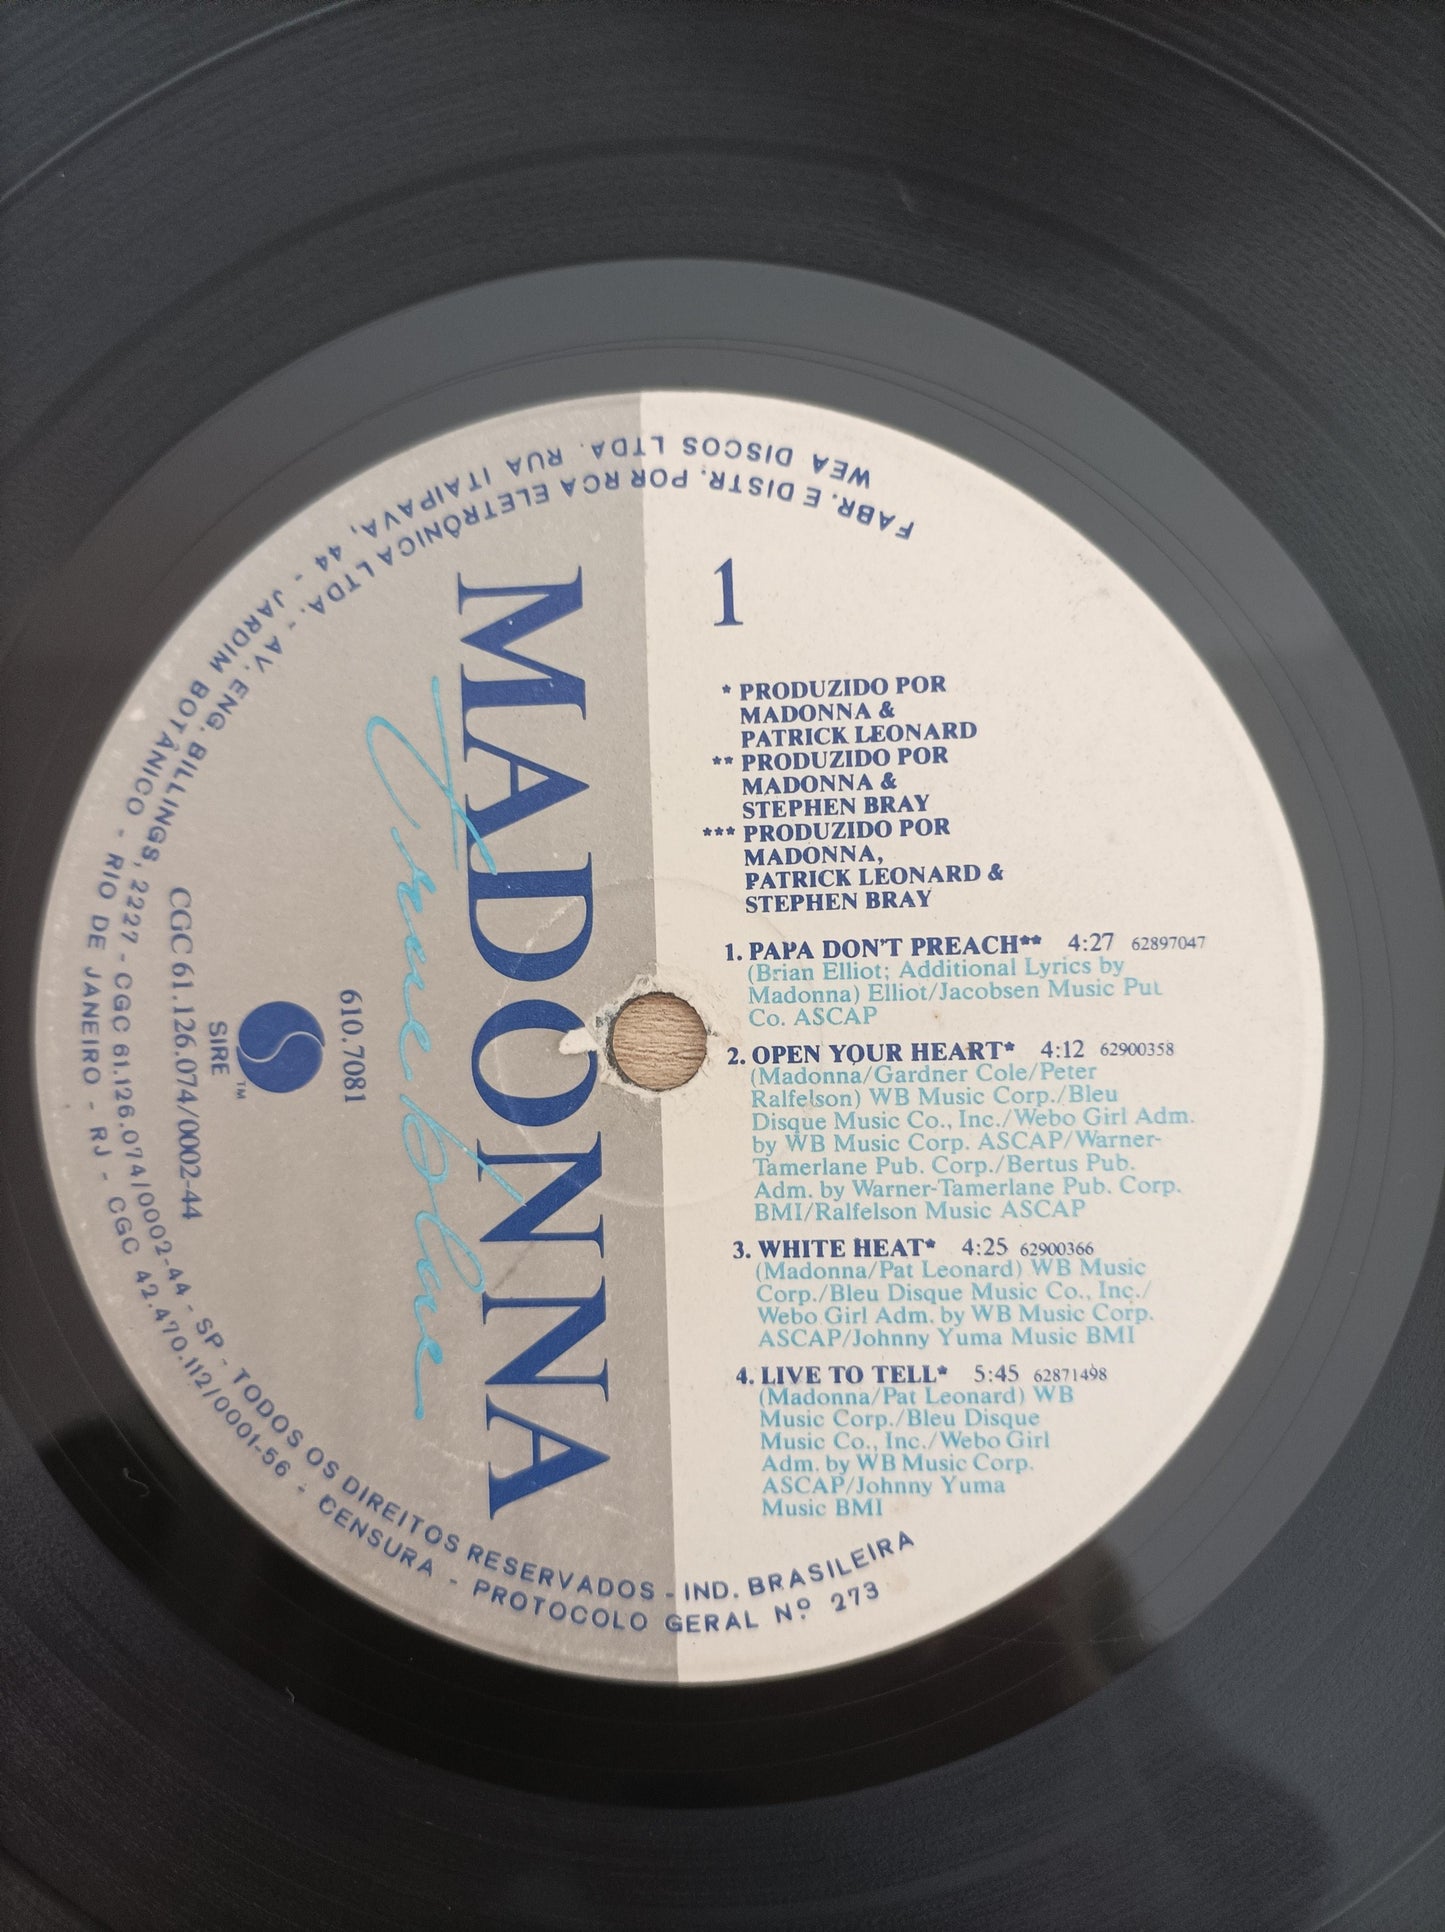 WEA DISCOS LTDA. RUA ITAIPAVA, 44 - JARDIM BOTÂNICO - RIO DE JANEIRO - RJ - CGC 42.470.112/0001-56 - CENSURA - PROTOCOLO GERAL Nº 273
FABR. E DISTR. POR RCA ELETRÔNICA LTDA. - AV. ENG. BILLINGS, 2227 - CGC 61.126.074/0002-44 - SP - TODOS OS DIREITOS RESERVADOS - IND. BRASILEIRA
MADONNA
True blue
610.7081
SIRE
TM
CGC 61.126.074/0002-44
1
* PRODUZIDO POR
MADONNA &
PATRICK LEONARD
** PRODUZIDO POR
MADONNA &
STEPHEN BRAY
*** PRODUZIDO POR
MADONNA,
PATRICK LEONARD &
STEPHEN BRAY
1. PAPA DON'T PREACH** 4:27 62897047
(Brian Elliot; Additional Lyrics by
Madonna) Elliot/Jacobsen Music Pub
Co. ASCAP
2. OPEN YOUR HEART* 4:12 62900358
(Madonna/Gardner Cole/Peter
Ralfelson) WB Music Corp./Bleu
Disque Music Co., Inc./Webo Girl Adm.
by WB Music Corp. ASCAP/Warner-
Tamerlane Pub. Corp./Bertus Pub.
Adm. by Warner-Tamerlane Pub. Corp.
BMI/Ralfelson Music ASCAP
3. WHITE HEAT* 4:25 62900366
(Madonna/Pat Leonard) WB Music
Corp./Bleu Disque Music Co., Inc./
Webo Girl Adm. by WB Music Corp.
ASCAP/Johnny Yuma Music BMI
4. LIVE TO TELL* 5:45 62871498
(Madonna/Pat Leonard) WB
Music Corp./Bleu Disque
Music Co., Inc./Webo Girl
Adm. by WB Music Corp.
ASCAP/Johnny Yuma
Music BMI